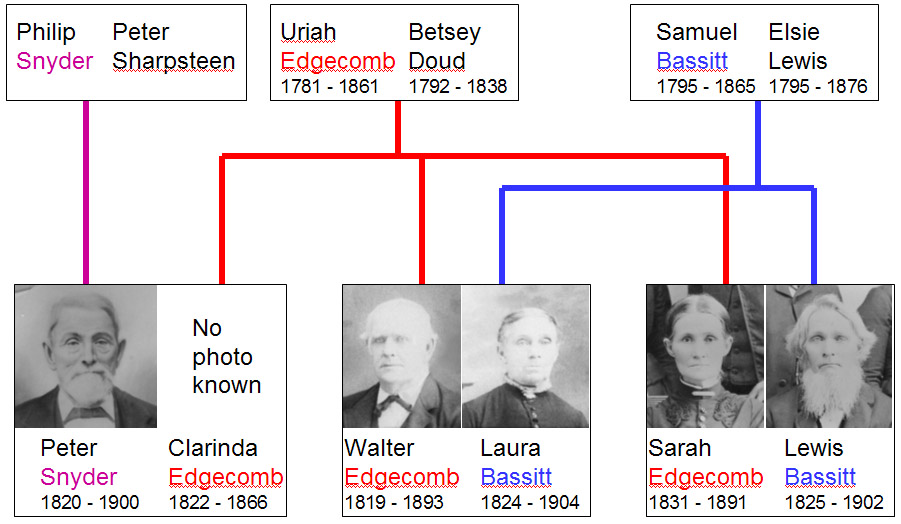 Philip Peter
Snyder Sharpsteen
Uriah Betsey
Edgecomb Doud
1781 - 1861 1792 - 1838
Samuel Elsie
Bassitt Lewis
1795 - 1865 1795 - 1876
No
photo
known
Peter Clarinda
Snyder Edgecomb
1820 - 1900 1822 - 1866
Walter Laura
Edgecomb Bassitt
1819 - 1893 1824 - 1904
Sarah Lewis
Edgecomb Bassitt
1831 - 1891 1825 - 1902